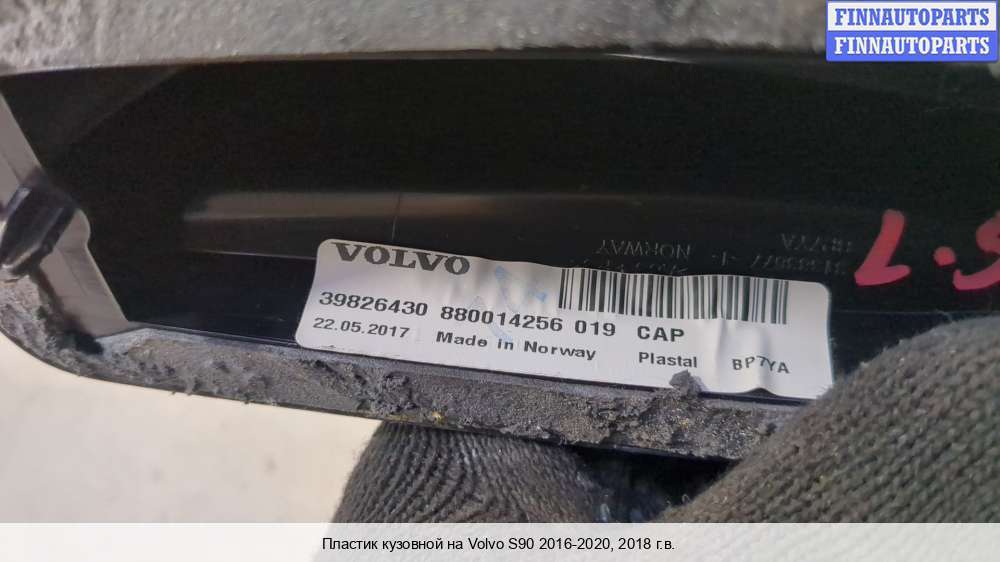 FINNAUTOPARTS
FINNAUTOPARTS
VOLVO
39826430 880014256 019 CAP
22.05.2017 Made in Norway Plastal BP7YA
NORWAY
Пластик кузовной на Volvo S90 2016-2020, 2018 г.в.